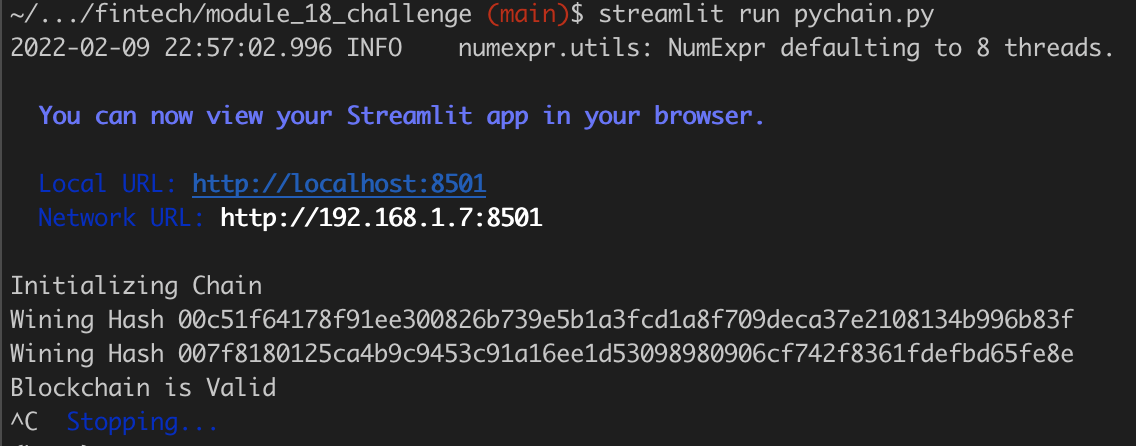 ~/.../fintech/module_18_challenge (main)$ streamlit run pychain.py
2022-02-09 22:57:02.996 INFO    numexpr.utils: NumExpr defaulting to 8 threads.
You can now view your Streamlit app in your browser.
Local URL: http://localhost:8501
Network URL: http://192.168.1.7:8501
Initializing Chain
Wining Hash 00c51f64178f91ee300826b739e5b1a3fcd1a8f709deca37e2108134b996b83f
Wining Hash 007f8180125ca4b9c9453c91a16ee1d53098980906cf742f8361fdefbd65fe8e
Blockchain is Valid
^C  Stopping...